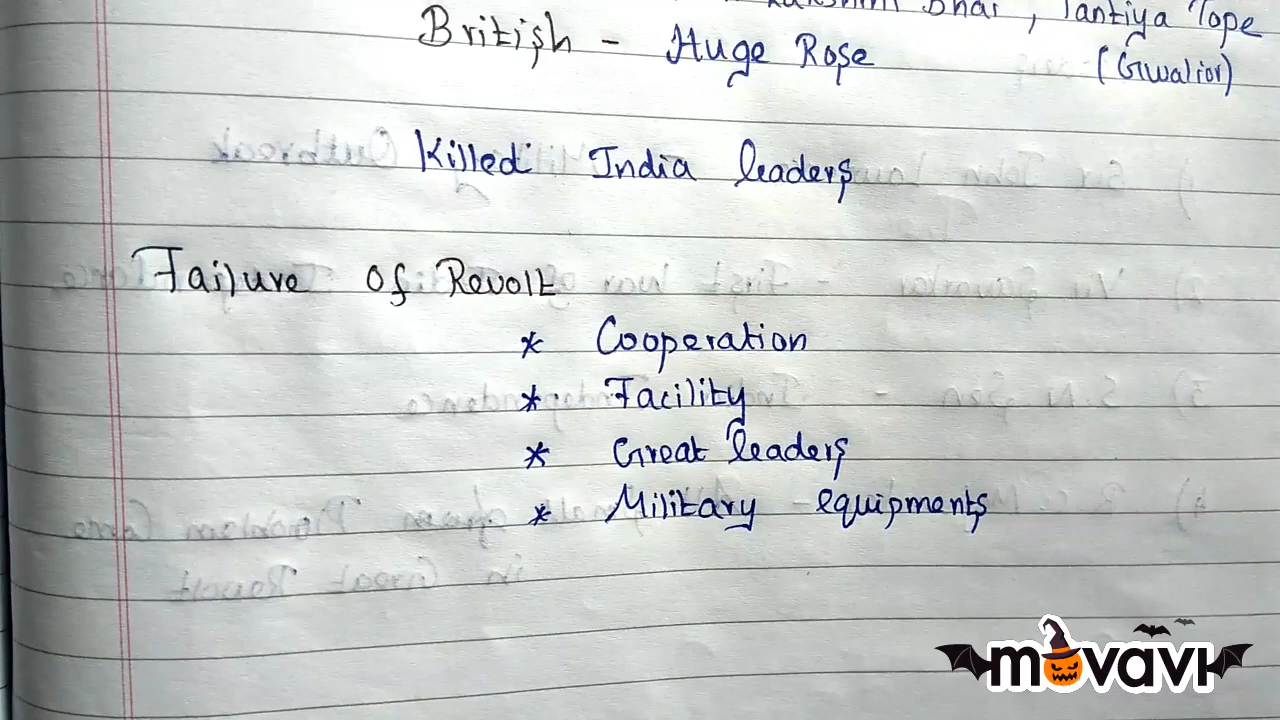 Bhai, Tantiya Tope
British - Huge Rose (Gwalior)
Killed India leaders
Failure of Revolt
* Cooperation
* Facility
* Great leaders
* Military equipments
movavi